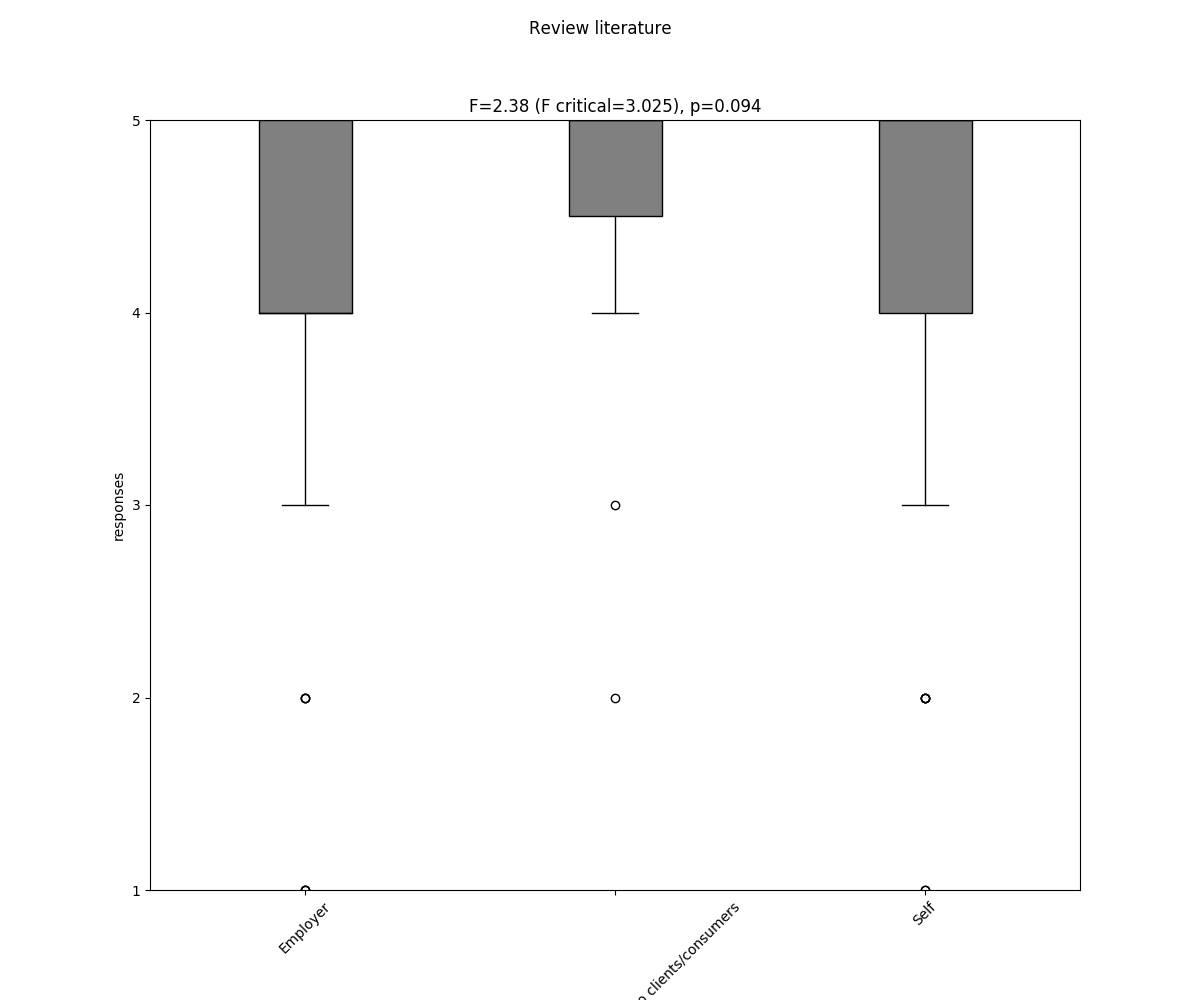 Review literature
F=2.38 (F critical=3.025), p=0.094
5
4
3
2
1
responses
Employer
clients/consumers
Self